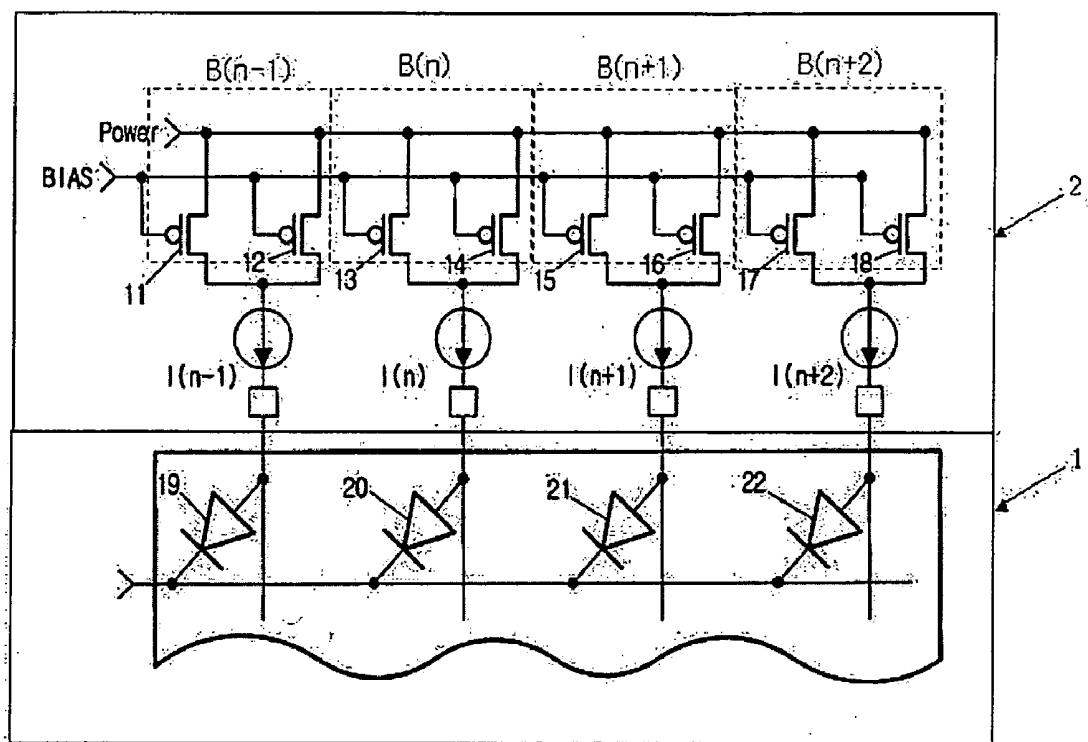 B(n-1) B(n) B(n+1) B(n+2)
Power
BIAS
2
11 12 13 14 15 16 17 18
I(n-1) I(n) I(n+1) I(n+2)
19 20 21 22
1